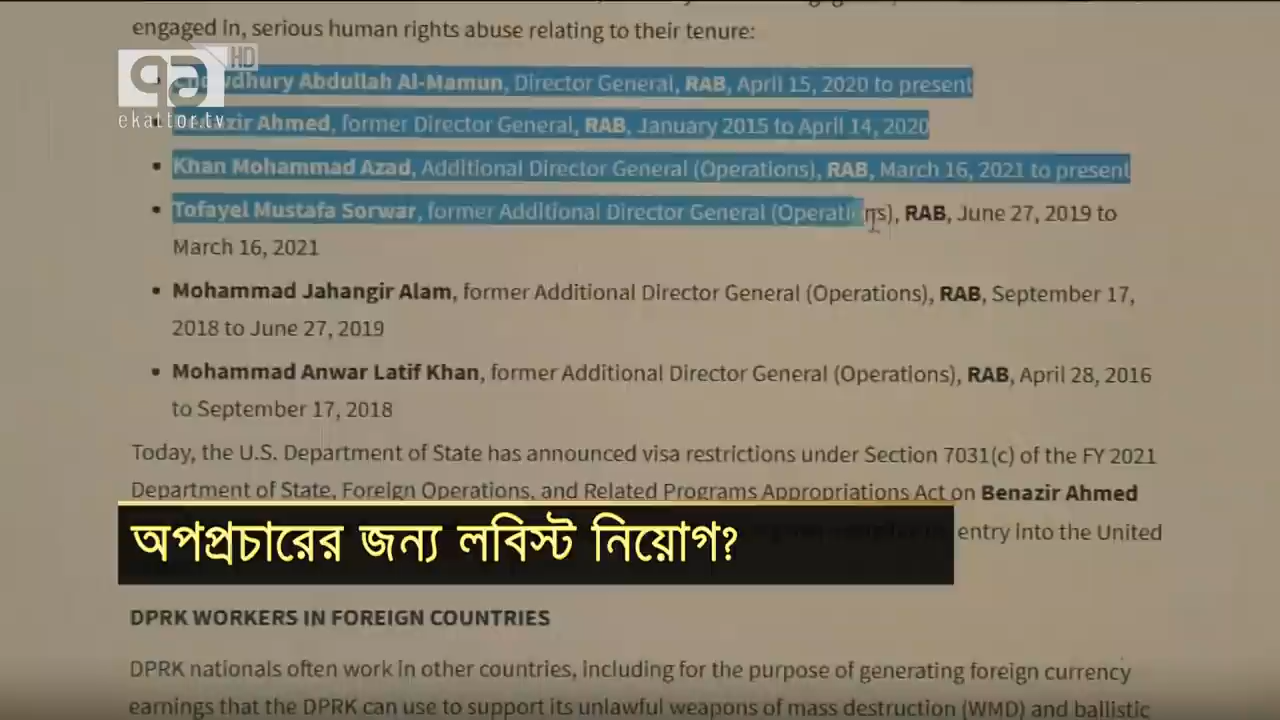 engaged in, serious human rights abuse relating to their tenure:
HD
ekattor.tv
Chowdhury Abdullah Al-Mamun, Director General, RAB, April 15, 2020 to present
Benazir Ahmed, former Director General, RAB, January 2015 to April 14, 2020
• Khan Mohammad Azad, Additional Director General (Operations), RAB, March 16, 2021 to present
• Tofayel Mustafa Sorwar, former Additional Director General (Operations), RAB, June 27, 2019 to
March 16, 2021
• Mohammad Jahangir Alam, former Additional Director General (Operations), RAB, September 17,
2018 to June 27, 2019
• Mohammad Anwar Latif Khan, former Additional Director General (Operations), RAB, April 28, 2016
to September 17, 2018
Today, the U.S. Department of State has announced visa restrictions under Section 7031(c) of the FY 2021
Department of State, Foreign Operations, and Related Programs Appropriations Act on Benazir Ahmed
entry into the United
অপপ্রচারের জন্য লবিস্ট নিয়োগ?
DPRK WORKERS IN FOREIGN COUNTRIES
DPRK nationals often work in other countries, including for the purpose of generating foreign currency
earnings that the DPRK can use to support its unlawful weapons of mass destruction (WMD) and ballistic